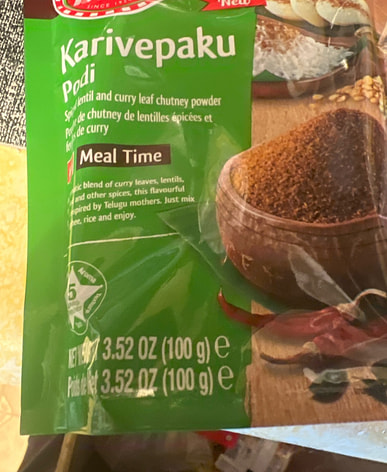 SINCE
New
Karivepaku
Podi
lentil and curry leaf chutney powder
de chutney de lentilles épicées et
de curry
Meal Time
blend of curry leaves, lentils,
and other spices, this flavourful
inspired by Telugu mothers. Just mix
rice and enjoy.
Aroma
5
3.52 OZ (100 g) e
3.52 OZ (100 g) e